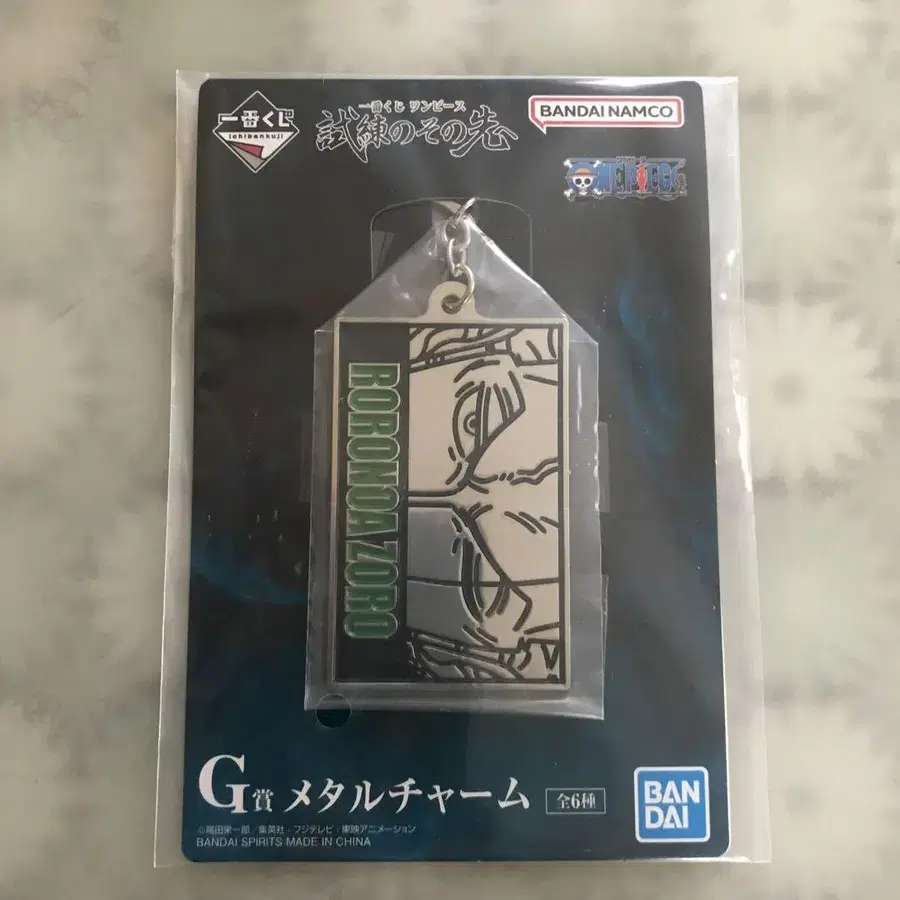 一番くじ
ichibankuji
一番くじ ワンピース
試練のその先
BANDAI NAMCO
ONE PIECE
RORONOA ZORO
G賞 メタルチャーム 全6種
BAN
DAI
©尾田栄一郎/集英社・フジテレビ・東映アニメーション
BANDAI SPIRITS MADE IN CHINA